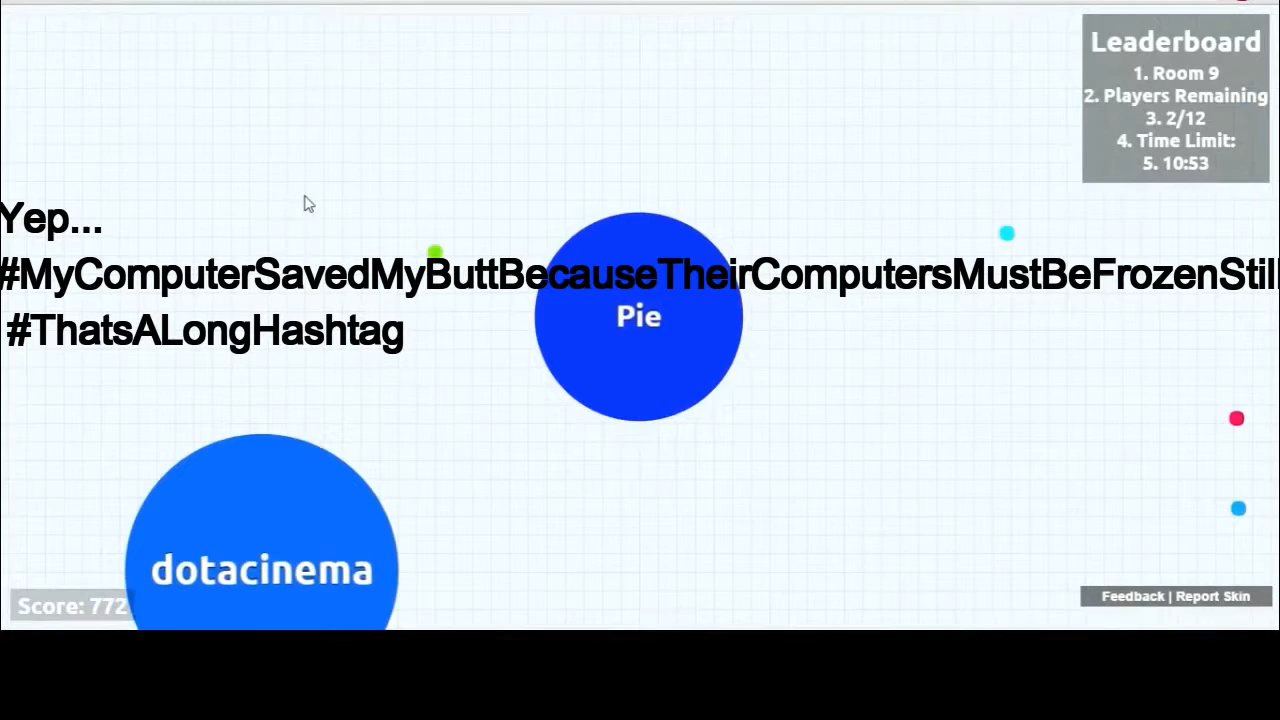 Leaderboard
1. Room 9
2. Players Remaining
3. 2/12
4. Time Limit:
5. 10:53
Yep...
#MyComputerSavedMyButtBecauseTheirComputersMustBeFrozenStill
#ThatsALongHashtag
Pie
dotacinema
Score: 772
Feedback | Report Skin